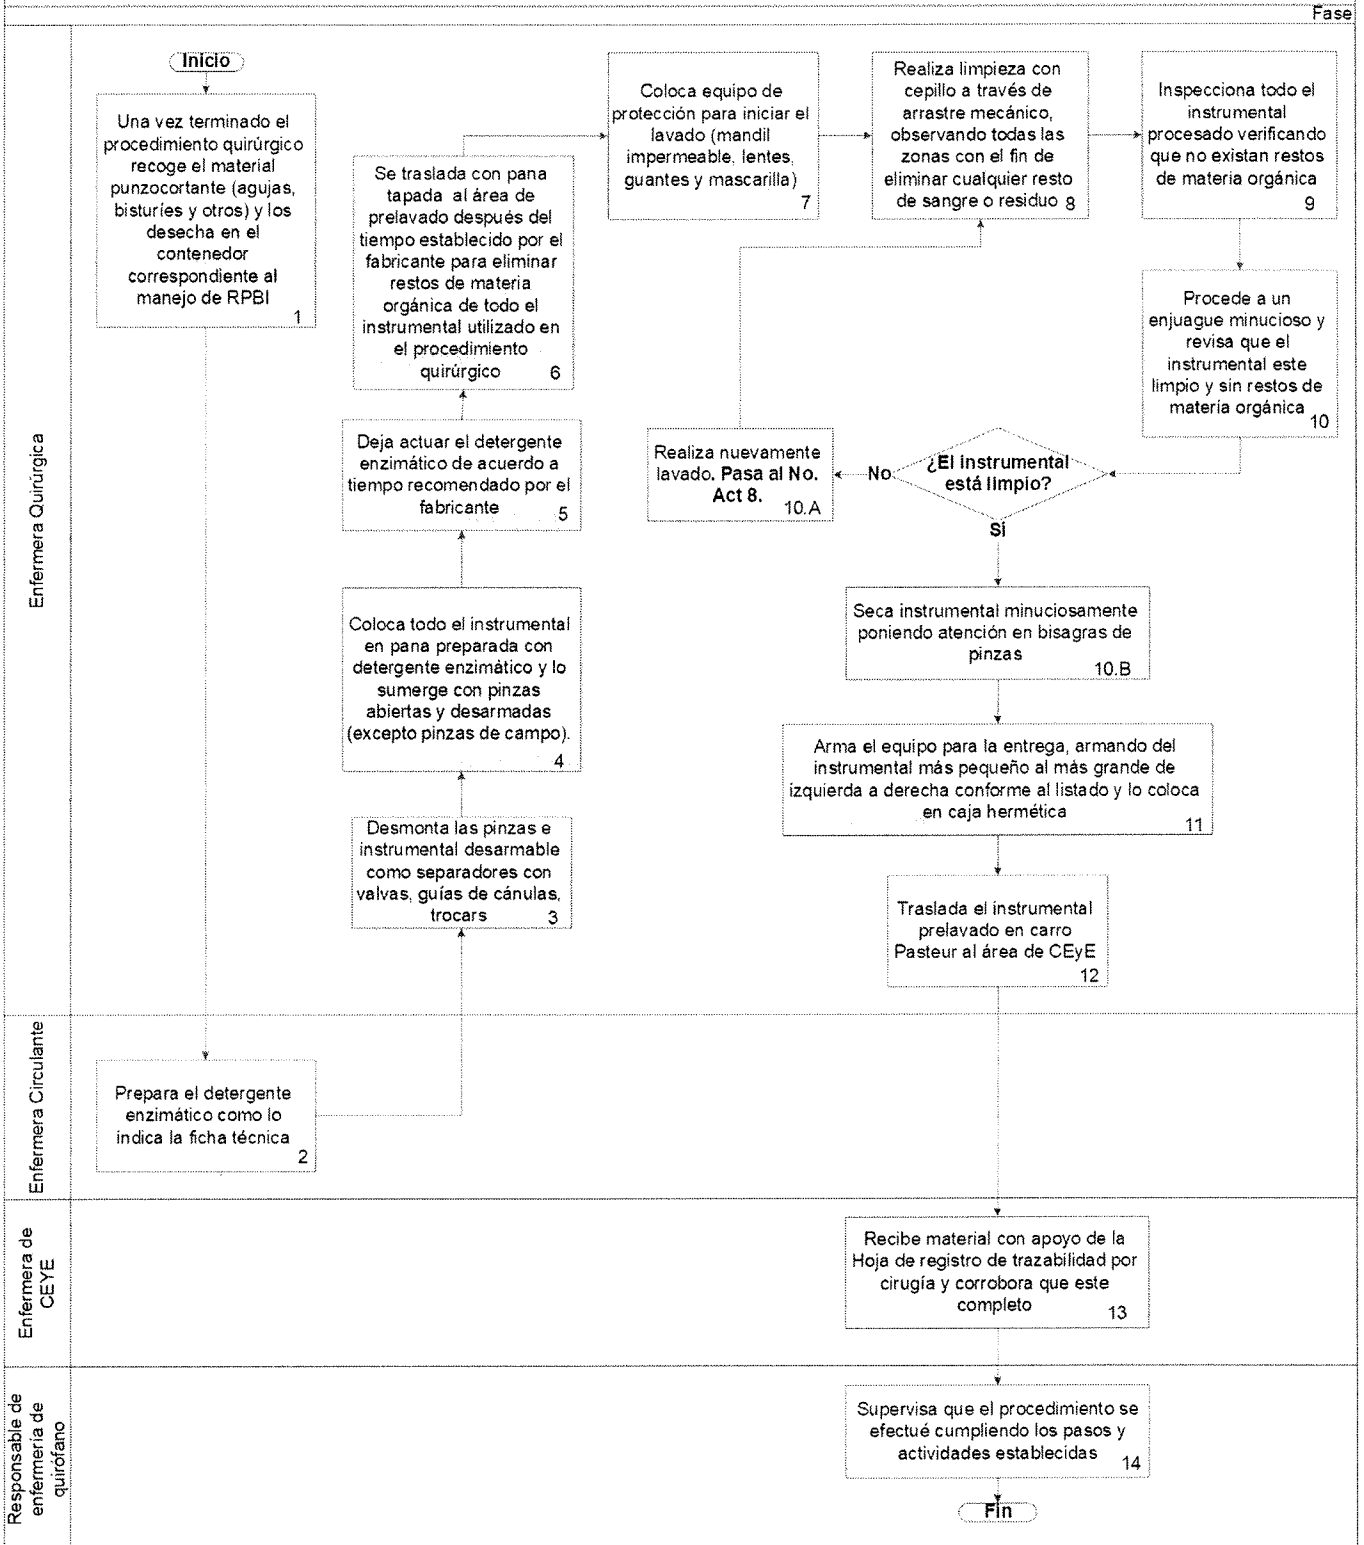 Fase
Enfermera Quirúrgica
Inicio
Una vez terminado el
procedimiento quirúrgico
recoge el material
punzocortante (agujas,
bisturíes y otros) y los
desecha en el
contenedor
correspondiente al
manejo de RPBI
1
Enfermera Circulante
Prepara el detergente
enzimático como lo
indica la ficha técnica
2
Desmonta las pinzas e
instrumental desarmable
como separadores con
valvas, guías de cánulas,
trocars
3
Coloca todo el instrumental
en pana preparada con
detergente enzimático y lo
sumerge con pinzas
abiertas y desarmadas
(excepto pinzas de campo).
4
Deja actuar el detergente
enzimático de acuerdo a
tiempo recomendado por el
fabricante
5
Se traslada con pana
tapada al área de
prelavado después del
tiempo establecido por el
fabricante para eliminar
restos de materia
orgánica de todo el
instrumental utilizado en
el procedimiento
quirúrgico
6
Coloca equipo de
protección para iniciar el
lavado (mandil
impermeable, lentes,
guantes y mascarilla)
7
Realiza limpieza con
cepillo a través de
arrastre mecánico,
observando todas las
zonas con el fin de
eliminar cualquier resto
de sangre o residuo
8
Inspecciona todo el
instrumental
procesado verificando
que no existan restos
de materia orgánica
9
Procede a un
enjuague minucioso y
revisa que el
instrumental este
limpio y sin restos de
materia orgánica
10
¿El instrumental
está limpio?
No
Realiza nuevamente
lavado. Pasa al No.
Act 8.
10.A
Sí
Seca instrumental minuciosamente
poniendo atención en bisagras de
pinzas
10.B
Arma el equipo para la entrega, armando del
instrumental más pequeño al más grande de
izquierda a derecha conforme al listado y lo coloca
en caja hermética
11
Traslada el instrumental
prelavado en carro
Pasteur al área de CEyE
12
Enfermera de
CEYE
Recibe material con apoyo de la
Hoja de registro de trazabilidad por
cirugía y corrobora que este
completo
13
Responsable de
enfermería de
quirófano
Supervisa que el procedimiento se
efectué cumpliendo los pasos y
actividades establecidas
14
Fin